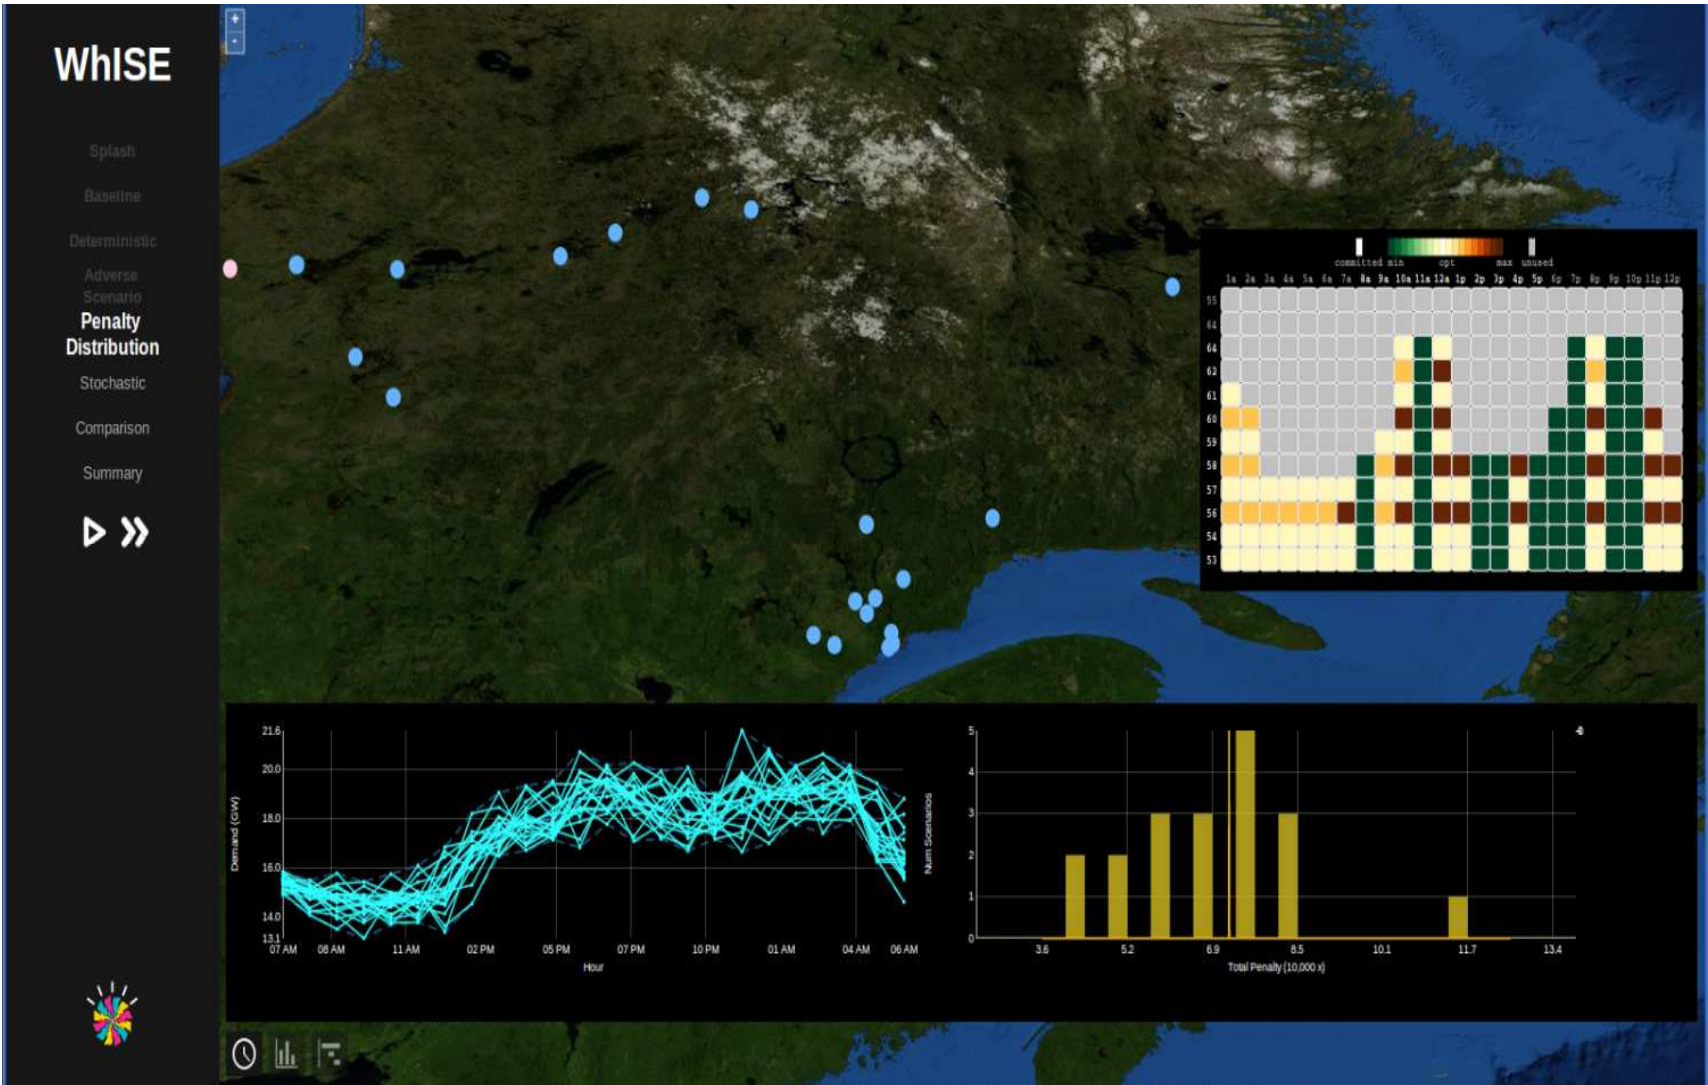 +
-
WhISE
Splash
Baseline
Deterministic
Adverse
Scenario
Penalty
Distribution
Stochastic
Comparison
Summary
committed min opt max unused
1a 2a 3a 4a 5a 6a 7a 8a 9a 10a 11a 12a 1p 2p 3p 4p 5p 6p 7p 8p 9p 10p 11p 12p
55
64
64
62
61
60
59
58
57
56
54
53
21.6
20.0
18.0
16.0
14.0
13.1
Demand (GW)
07 AM 08 AM 11 AM 02 PM 05 PM 07 PM 10 PM 01 AM 04 AM 06 AM
Hour
5
4
3
2
1
0
Num Scenarios
3.6 5.2 6.9 8.5 10.1 11.7 13.4
Total Penalty (10,000 x)